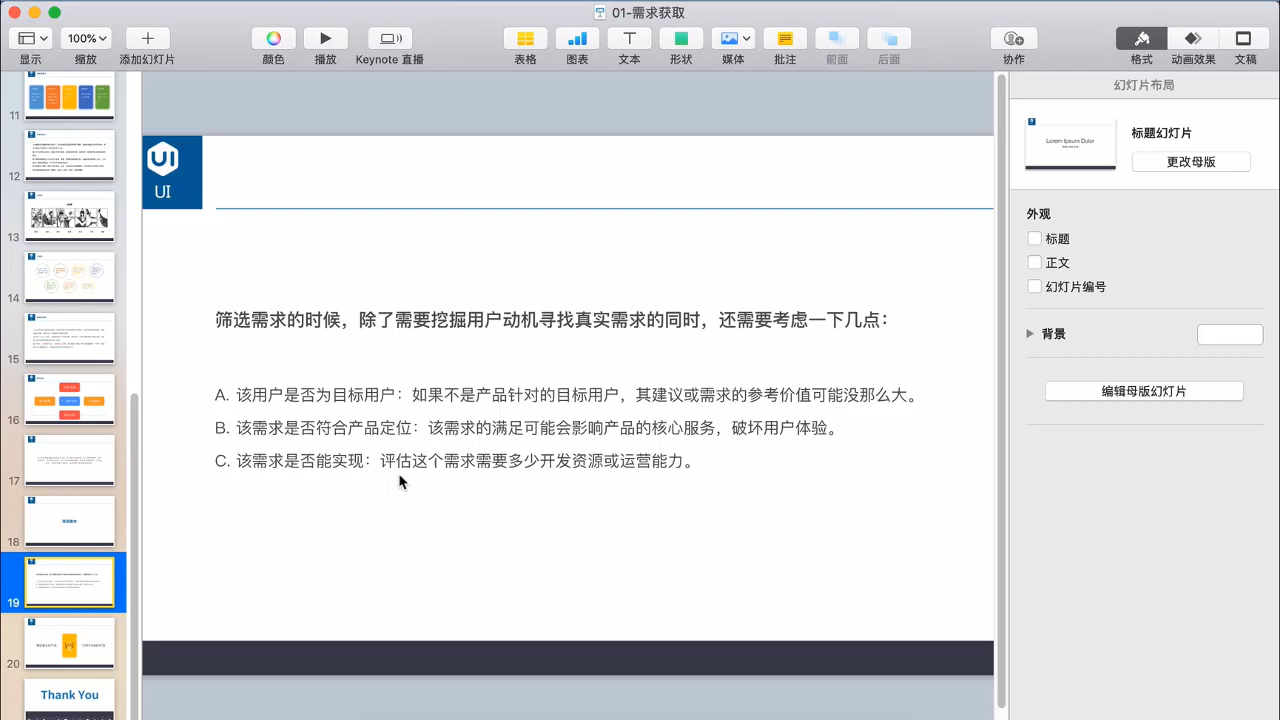 01-需求获取
100%
显示
缩放
添加幻灯片
颜色
播放
Keynote 直播
表格
图表
文本
形状
媒体
批注
前面
后面
协作
格式
动画效果
文稿
11
12
13
14
15
16
17
18
19
20
Thank You
UI
UI
筛选需求的时候，除了需要挖掘用户动机寻找真实需求的同时，还需要考虑一下几点：
A. 该用户是否为目标用户：如果不是产品针对的目标用户，其建议或需求的参考价值可能没那么大。
B. 该需求是否符合产品定位：该需求的满足可能会影响产品的核心服务，破坏用户体验。
C. 该需求是否能实现：评估这个需求需要多少开发资源或运营能力。
幻灯片布局
Lorem Ipsum Dolor
标题幻灯片
更改母版
外观
标题
正文
幻灯片编号
背景
编辑母版幻灯片